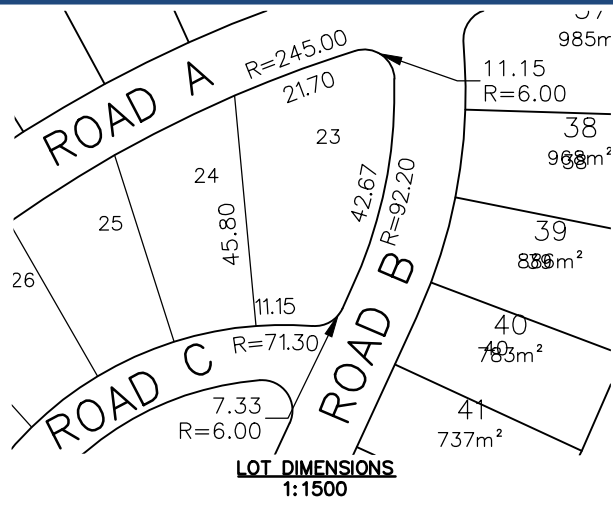 985m
ROAD A
R=245.00
21.70
11.15
R=6.00
23
38
24
42.67
R=92.20
25
45.80
39
26
ROAD B
11.15
R=71.30
40
783m²
ROAD C
7.33
R=6.00
41
737m²
LOT DIMENSIONS
1:1500